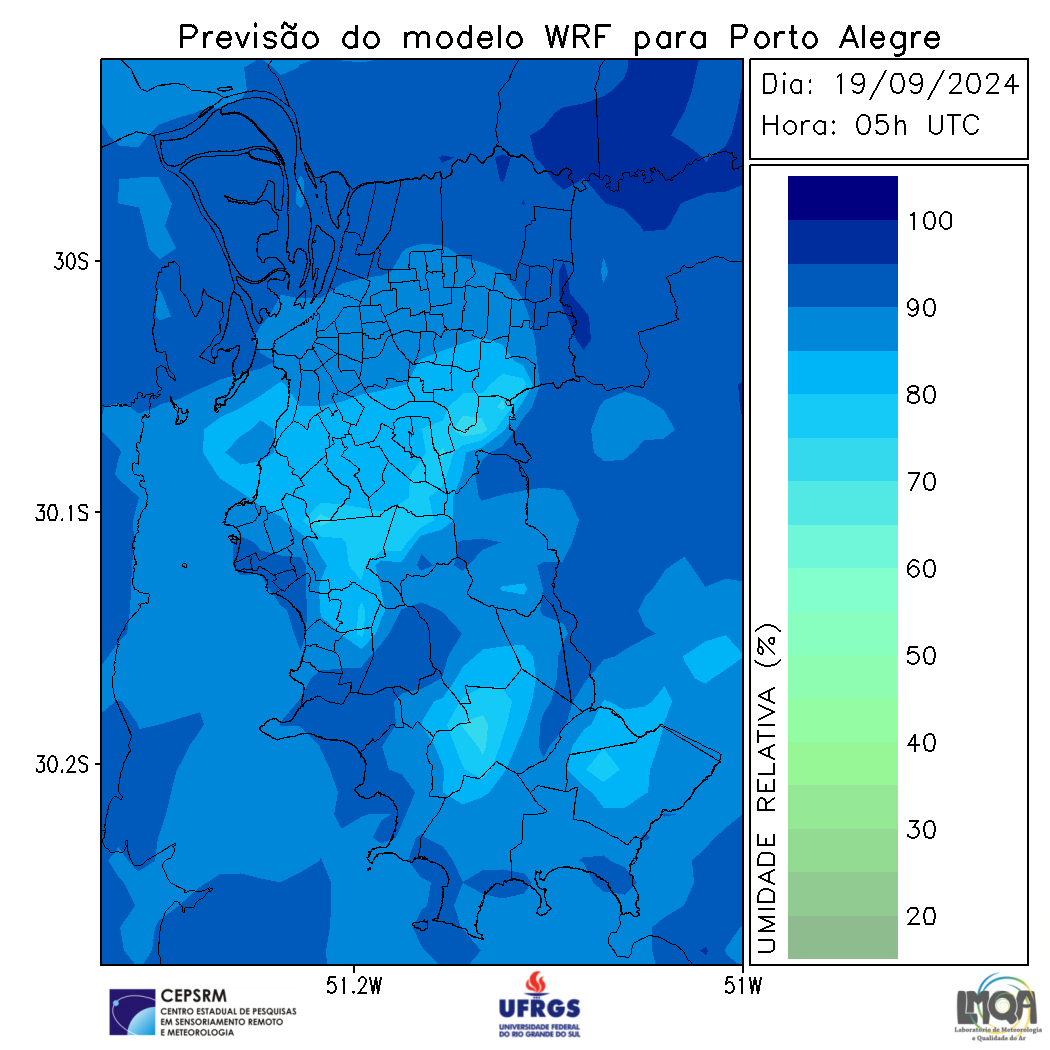 Previsão do modelo WRF para Porto Alegre
Dia: 19/09/2024
Hora: 05h UTC
30S
30.1S
30.2S
51.2W
51W
100
90
80
70
60
50
40
30
20
UMIDADE RELATIVA (%)
CEPSRM
CENTRO ESTADUAL DE PESQUISAS
EM SENSORIAMENTO REMOTO
E METEOROLOGIA
UFRGS
UNIVERSIDADE FEDERAL
DO RIO GRANDE DO SUL
LMQA
Laboratório de Meteorologia
e Qualidade do Ar